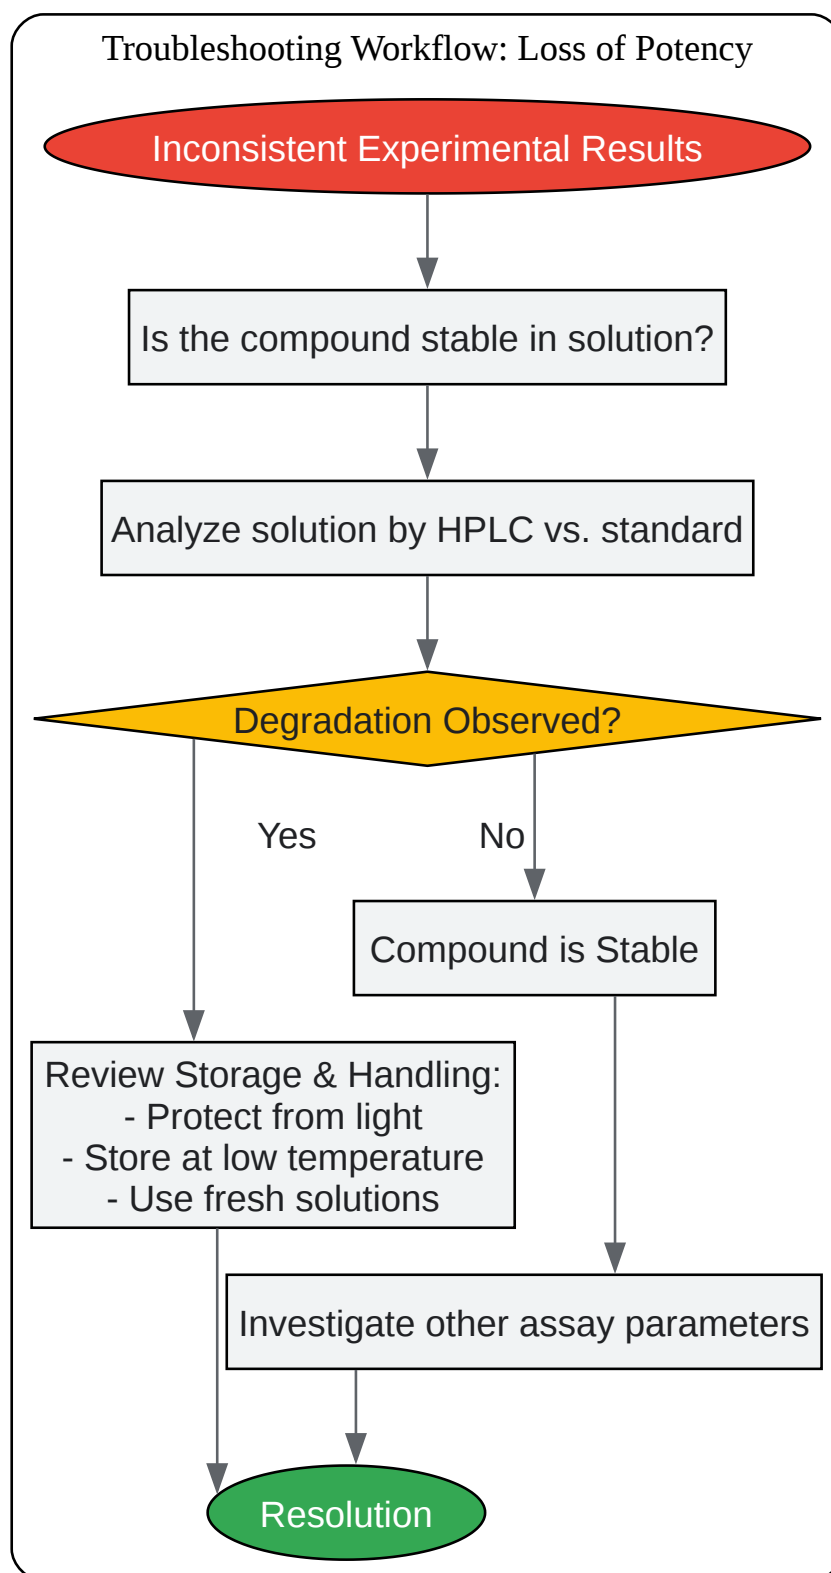 Troubleshooting Workflow: Loss of Potency
Inconsistent Experimental Results
Is the compound stable in solution?
Analyze solution by HPLC vs. standard
Degradation Observed?
Yes
No
Compound is Stable
Review Storage & Handling:
- Protect from light
- Store at low temperature
- Use fresh solutions
Investigate other assay parameters
Resolution